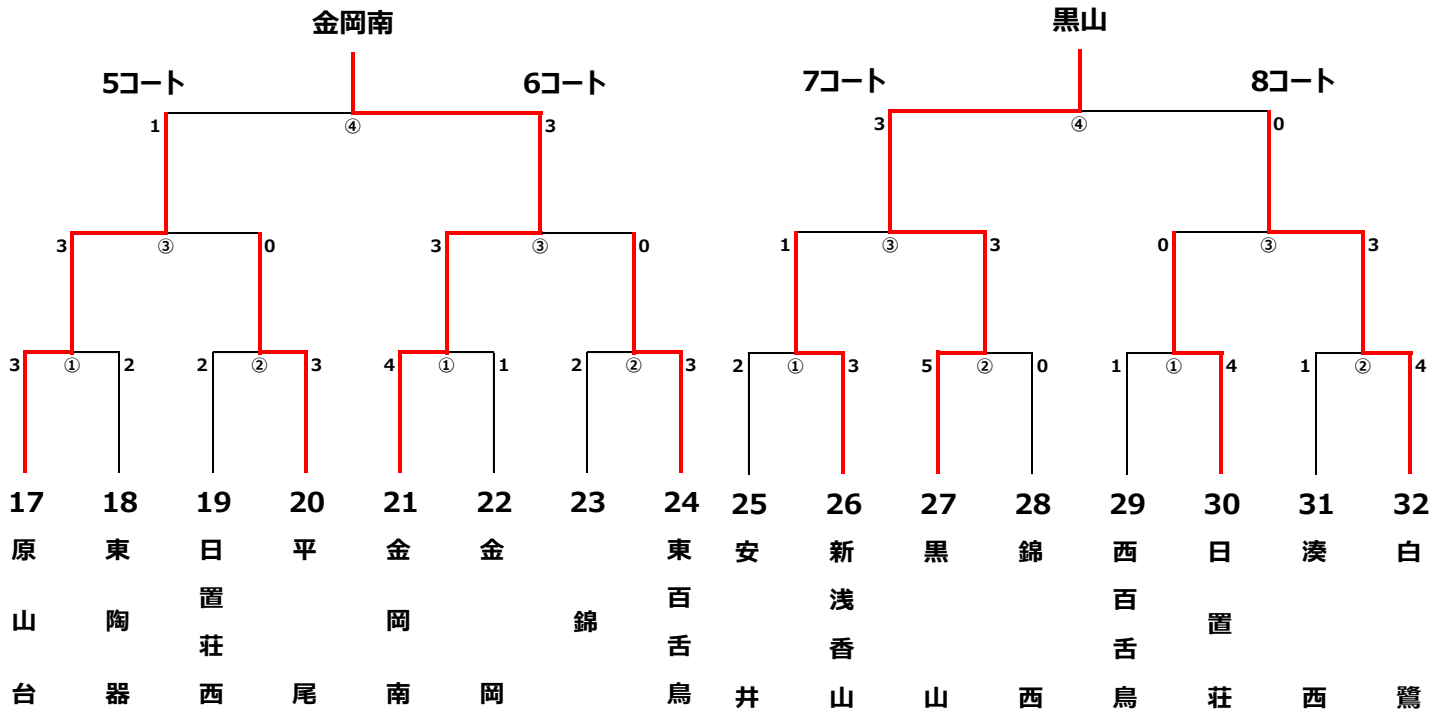 金岡南 黒山
5コート 6コート 7コート 8コート
1 ④ 3 3 ④ 0
3 ③ 0 3 ③ 0 1 ③ 3 0 ③ 3
3 ① 2 2 ② 3 4 ① 1 2 ② 3 2 ① 3 5 ② 0 1 ① 4 1 ② 4
17 18 19 20 21 22 23 24 25 26 27 28 29 30 31 32
原山台
東陶器
日置荘西
平尾
金岡南
金岡
錦
東百舌鳥
安井
新浅香山
黒山
錦西
西百舌鳥
日置荘
湊西
白鷺